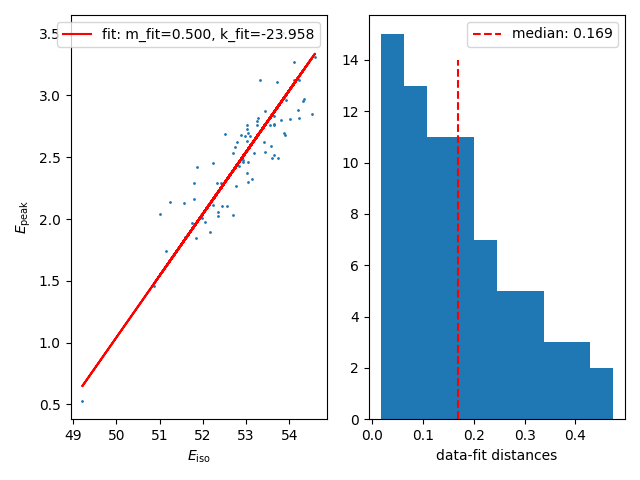 fit: m_fit=0.500, k_fit=-23.958
3.5
3.0
2.5
2.0
1.5
1.0
0.5
E_peak
49 50 51 52 53 54
E_iso
median: 0.169
14
12
10
8
6
4
2
0
0.0 0.1 0.2 0.3 0.4
data-fit distances